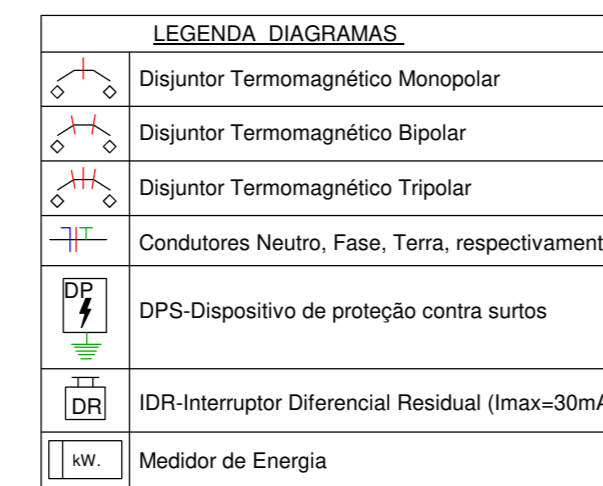 LEGENDA DIAGRAMAS
Disjuntor Termomagnético Monopolar
Disjuntor Termomagnético Bipolar
Disjuntor Termomagnético Tripolar
Condutores Neutro, Fase, Terra, respectivament
DP DPS-Dispositivo de proteção contra surtos
DR IDR-Interruptor Diferencial Residual (Imax=30mA
kW. Medidor de Energia